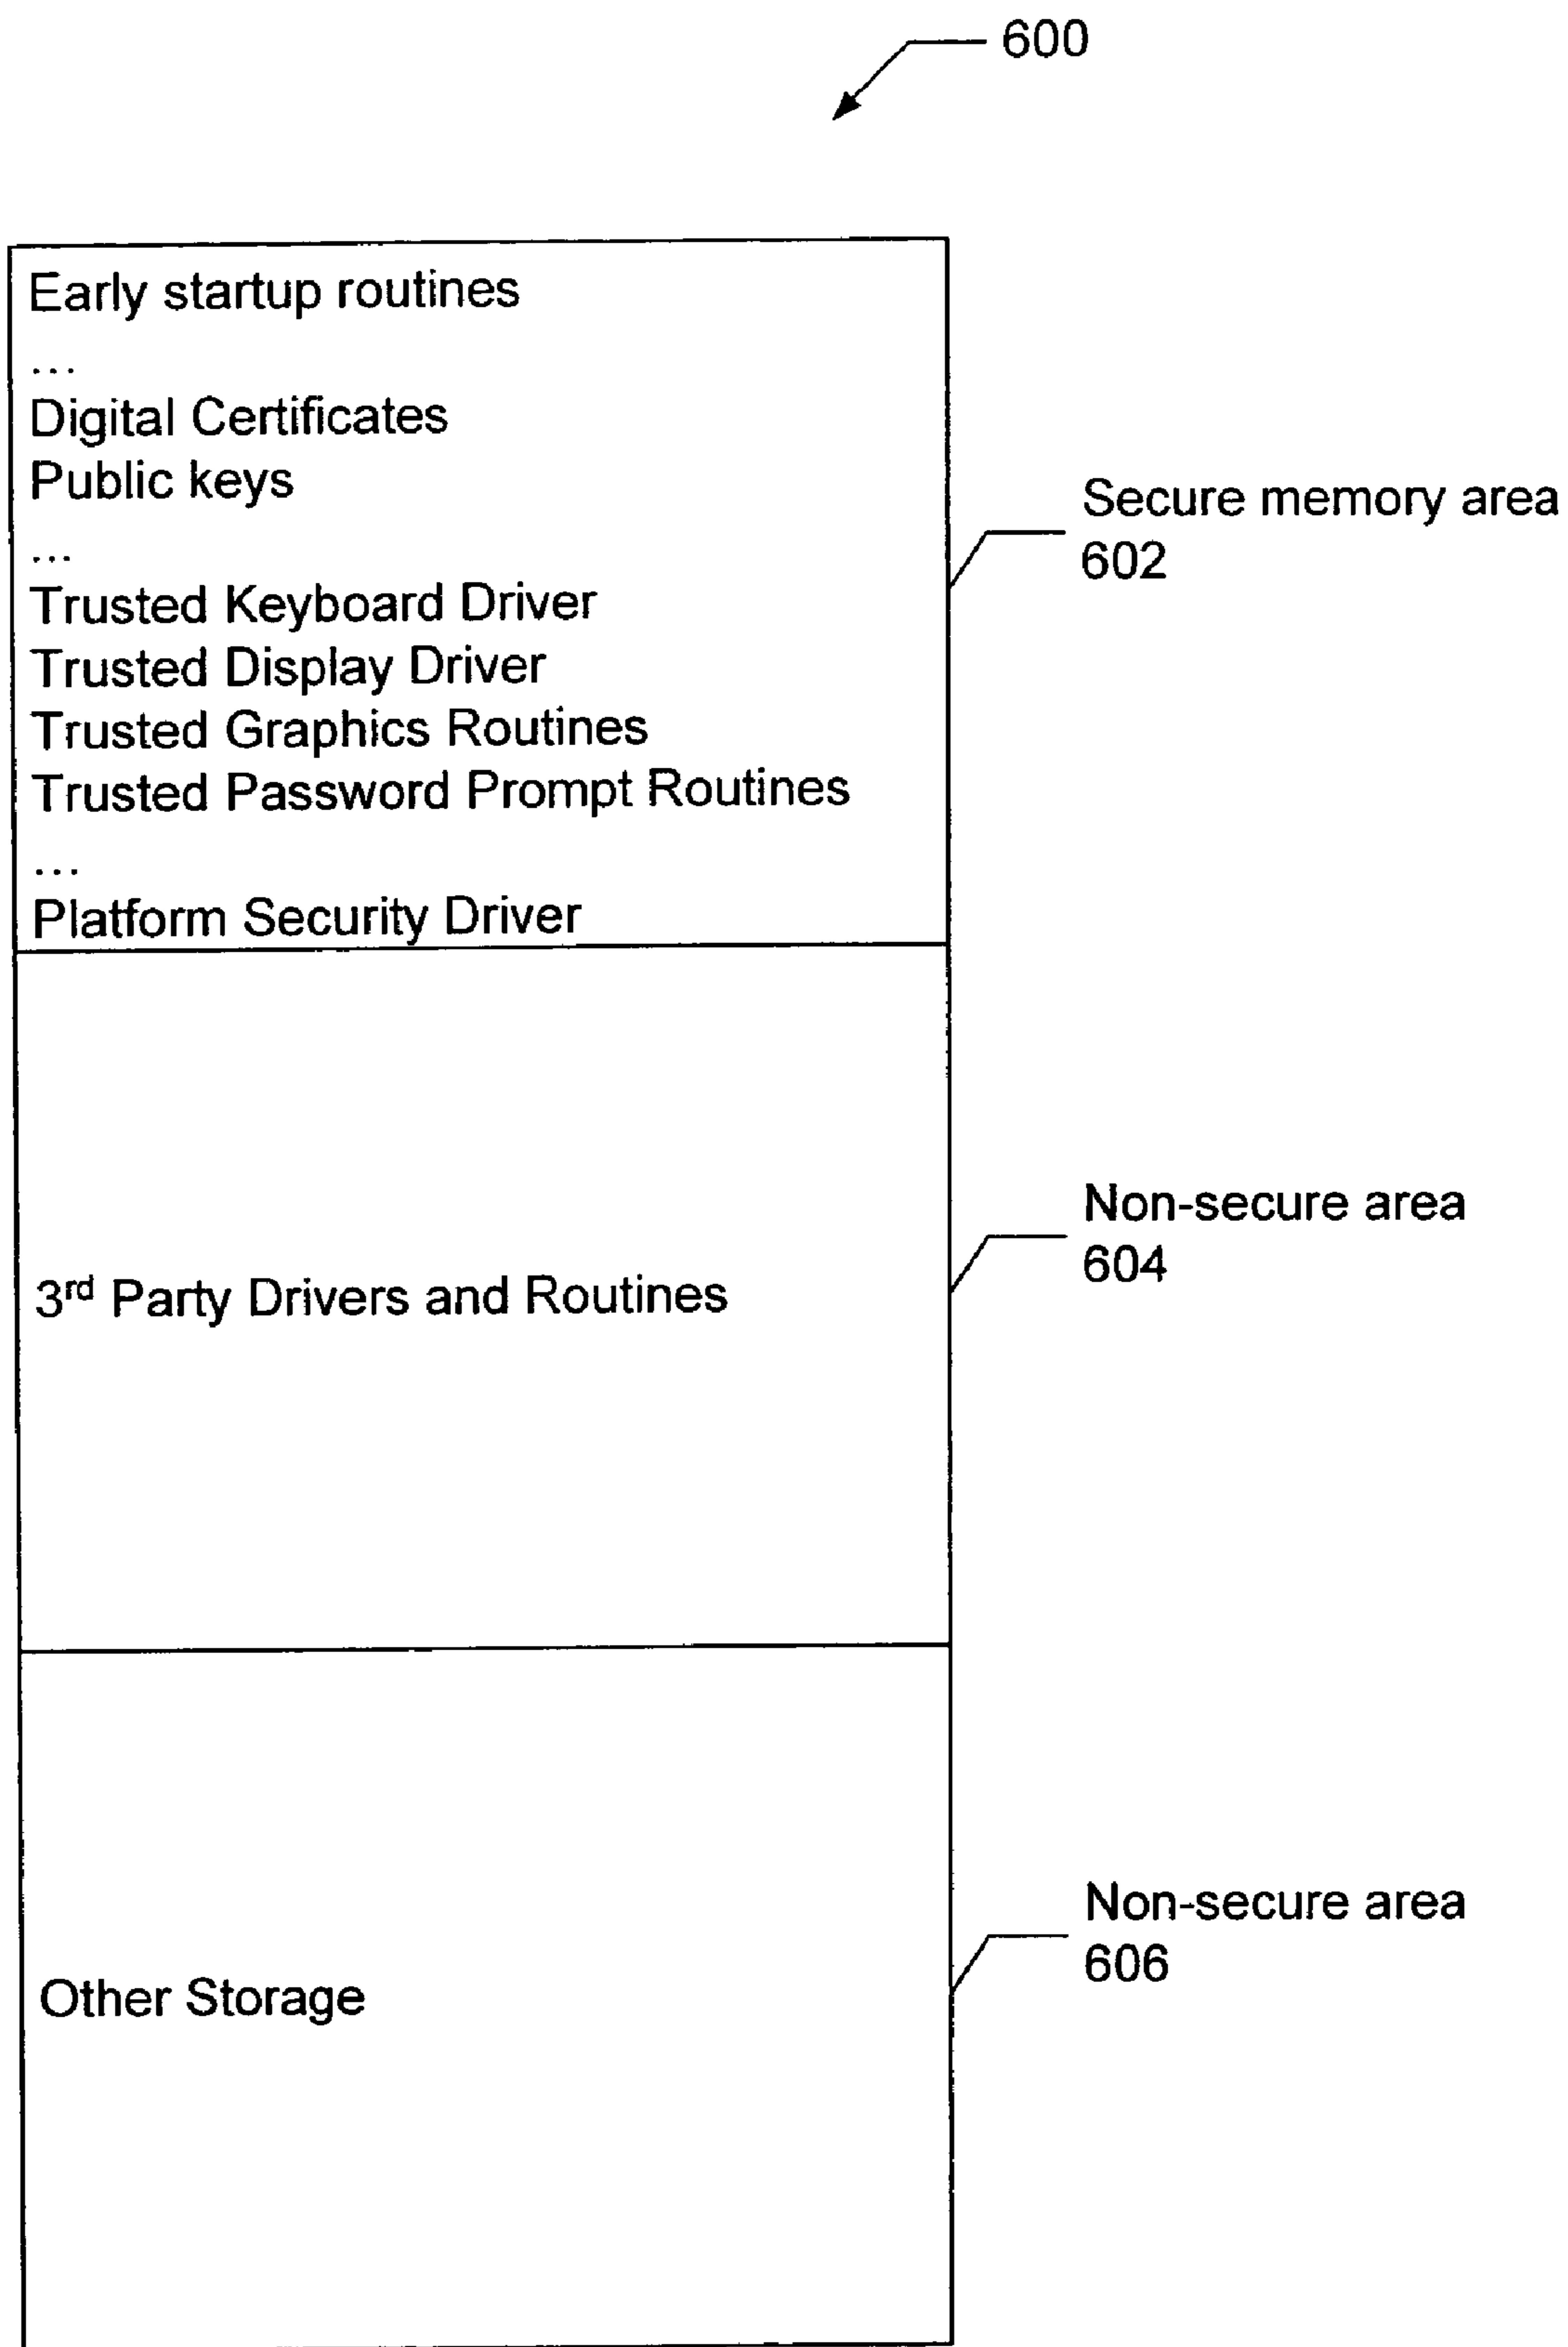 600
Early startup routines
...
Digital Certificates
Public keys
...
Trusted Keyboard Driver
Trusted Display Driver
Trusted Graphics Routines
Trusted Password Prompt Routines
...
Platform Security Driver
Secure memory area
602
3rd Party Drivers and Routines
Non-secure area
604
Other Storage
Non-secure area
606